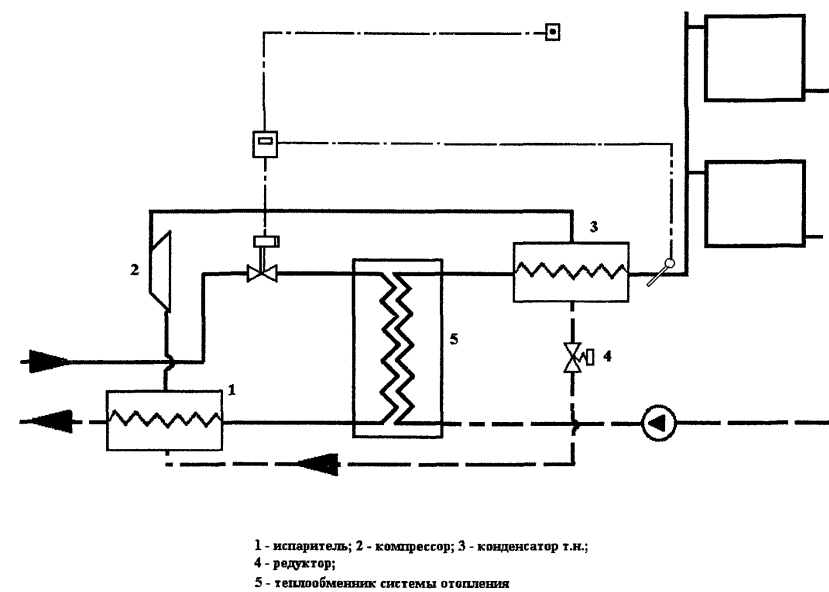 3
2
5
4
1
1 - испаритель; 2 - компрессор; 3 - конденсатор т.н.;
4 - редуктор;
5 - теплообменник системы отопления